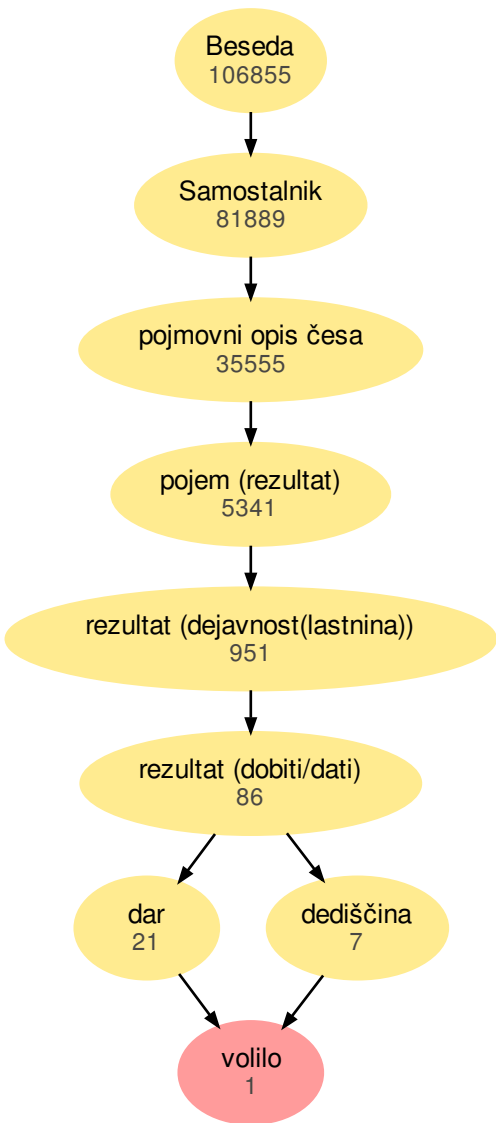 Beseda
106855
Samostalnik
81889
pojmovni opis česa
35555
pojem (rezultat)
5341
rezultat (dejavnost(lastnina))
951
rezultat (dobiti/dati)
86
dar
21
dediščina
7
volilo
1